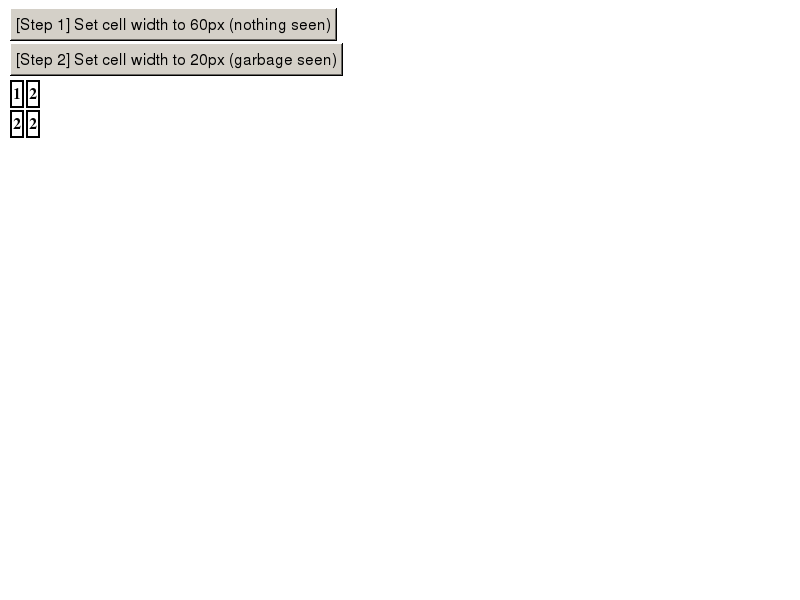 [Step 1] Set cell width to 60px (nothing seen)
[Step 2] Set cell width to 20px (garbage seen)
1 2
2 2